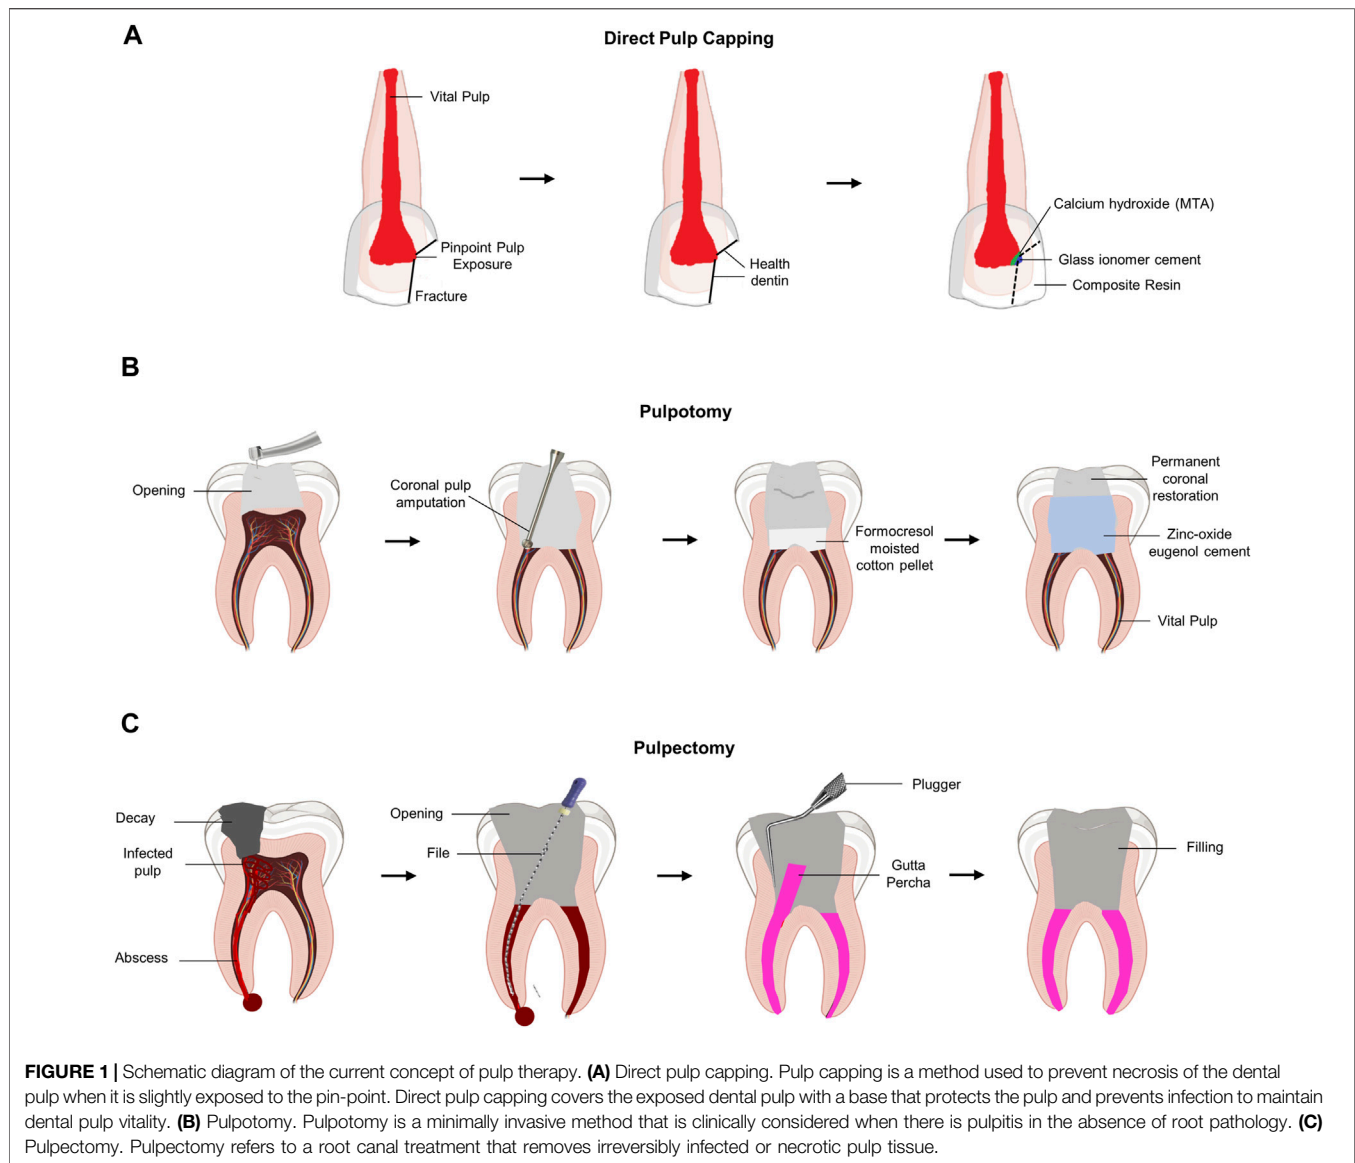 A
Direct Pulp Capping
Vital Pulp
Pinpoint Pulp
Exposure
Fracture
Health
dentin
Calcium hydroxide (MTA)
Glass ionomer cement
Composite Resin
B
Pulpotomy
Opening
Coronal pulp
amputation
Formocresol
moisted
cotton pellet
Permanent
coronal
restoration
Zinc-oxide
eugenol cement
Vital Pulp
C
Pulpectomy
Decay
Infected
pulp
Abscess
Opening
File
Plugger
Gutta
Percha
Filling
FIGURE 1 | Schematic diagram of the current concept of pulp therapy. (A) Direct pulp capping. Pulp capping is a method used to prevent necrosis of the dental
pulp when it is slightly exposed to the pin-point. Direct pulp capping covers the exposed dental pulp with a base that protects the pulp and prevents infection to maintain
dental pulp vitality. (B) Pulpotomy. Pulpotomy is a minimally invasive method that is clinically considered when there is pulpitis in the absence of root pathology. (C)
Pulpectomy. Pulpectomy refers to a root canal treatment that removes irreversibly infected or necrotic pulp tissue.